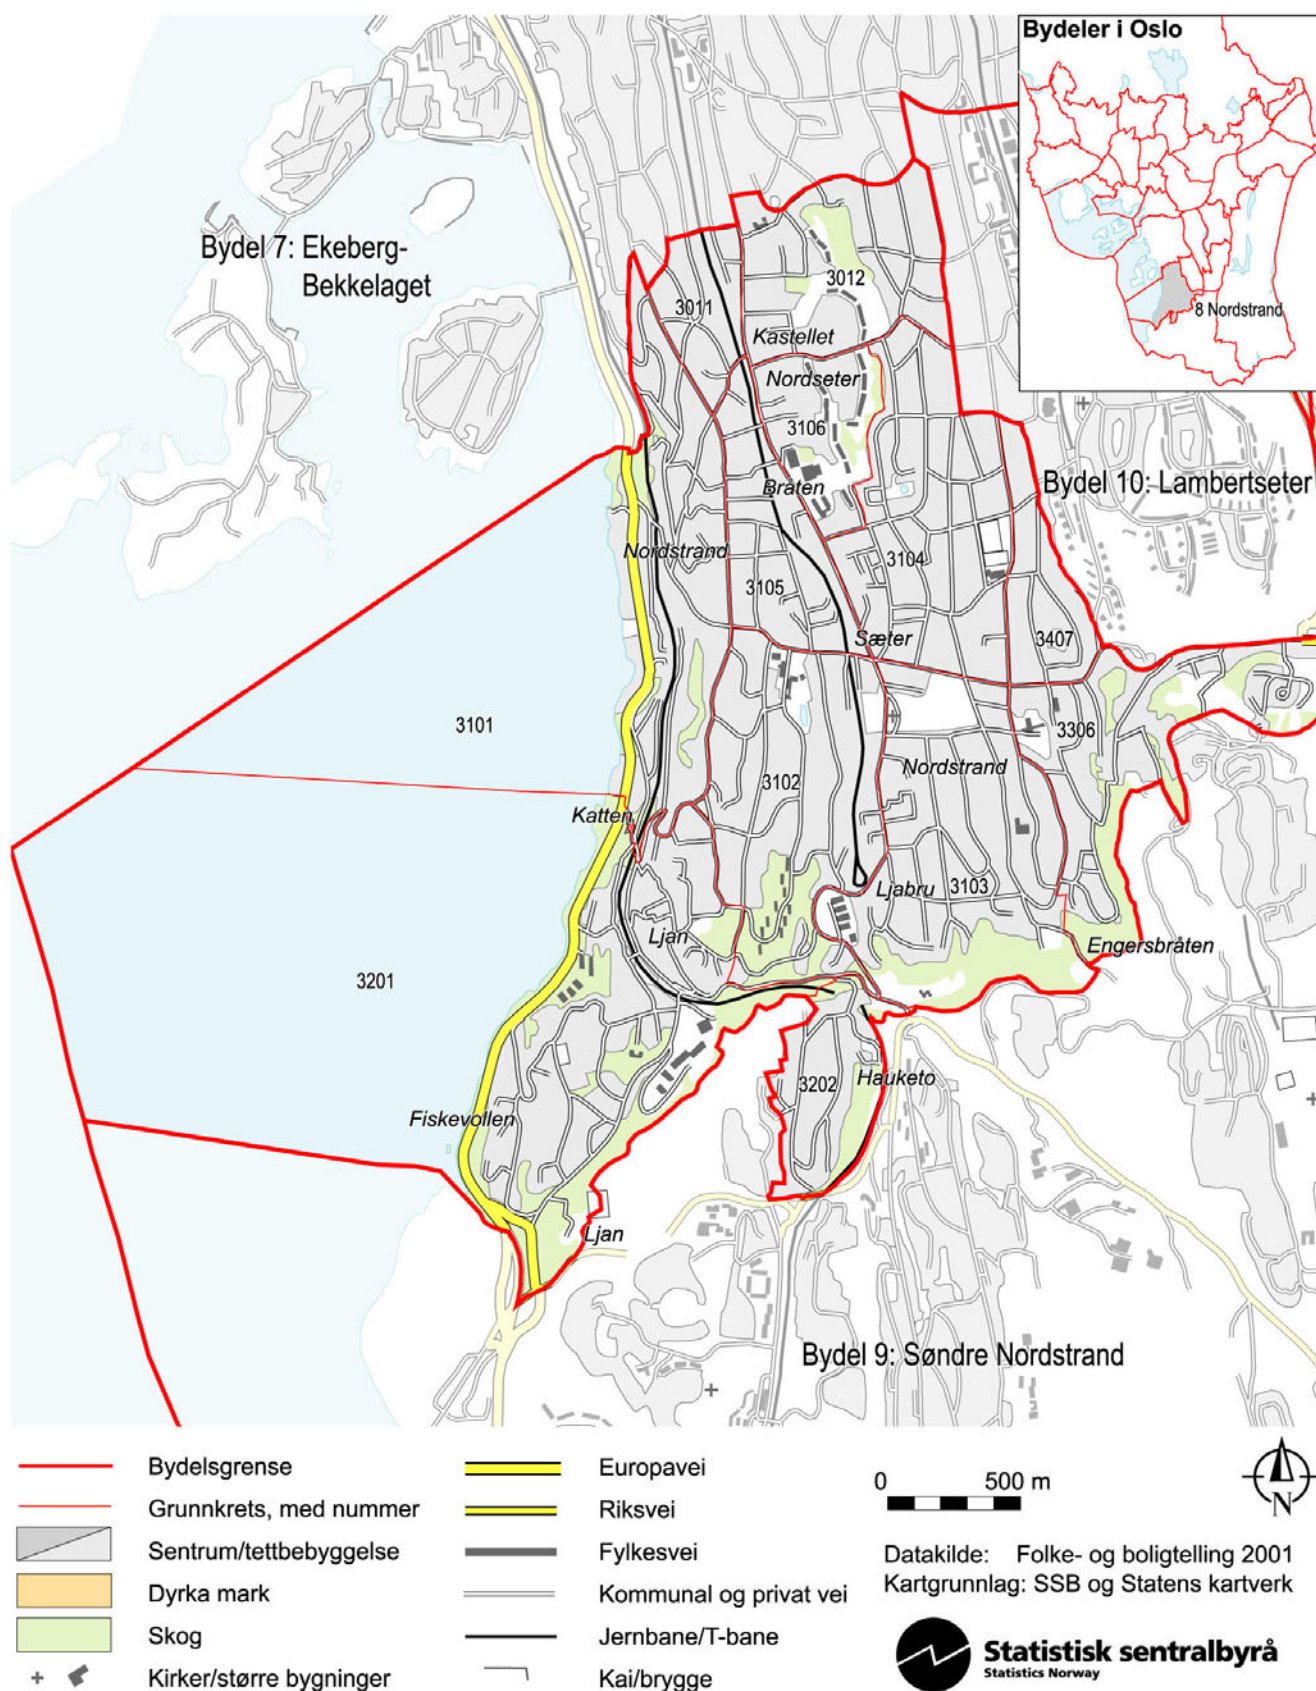 Bydeler i Oslo
8 Nordstrand
Bydel 7: Ekeberg-
Bekkelaget
3012
3011
Kastellet
Nordseter
3106
Bråten
Bydel 10: Lambertseter
Nordstrand
3104
3105
Sæter
3407
3101
3306
3102
Nordstrand
Katten
Ljabru
3103
Ljan
Engersbråten
3201
3202
Hauketo
Fiskevollen
Ljan
Bydel 9: Søndre Nordstrand
Bydelsgrense
Grunnkrets, med nummer
Sentrum/tettbebyggelse
Dyrka mark
Skog
Kirker/større bygninger
Europavei
Riksvei
Fylkesvei
Kommunal og privat vei
Jernbane/T-bane
Kai/brygge
0 500 m
N
Datakilde: Folke- og boligtelling 2001
Kartgrunnlag: SSB og Statens kartverk
Statistisk sentralbyrå
Statistics Norway